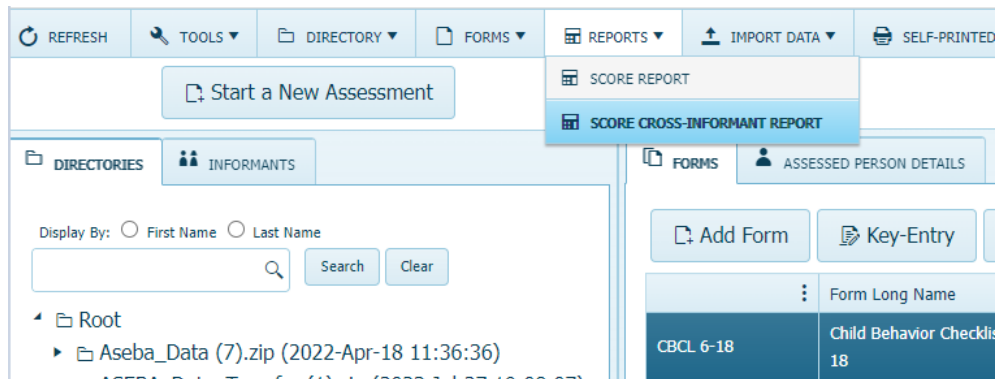 REFRESH TOOLS ▼ DIRECTORY ▼ FORMS ▼ REPORTS ▼ IMPORT DATA ▼ SELF-PRINTED
SCORE REPORT
Start a New Assessment
SCORE CROSS-INFORMANT REPORT
DIRECTORIES INFORMANTS
FORMS ASSESSED PERSON DETAILS
Display By: First Name Last Name
Search Clear
Add Form Key-Entry
Form Long Name
Root
Aseba_Data (7).zip (2022-Apr-18 11:36:36)
CBCL 6-18
Child Behavior Checklis
18